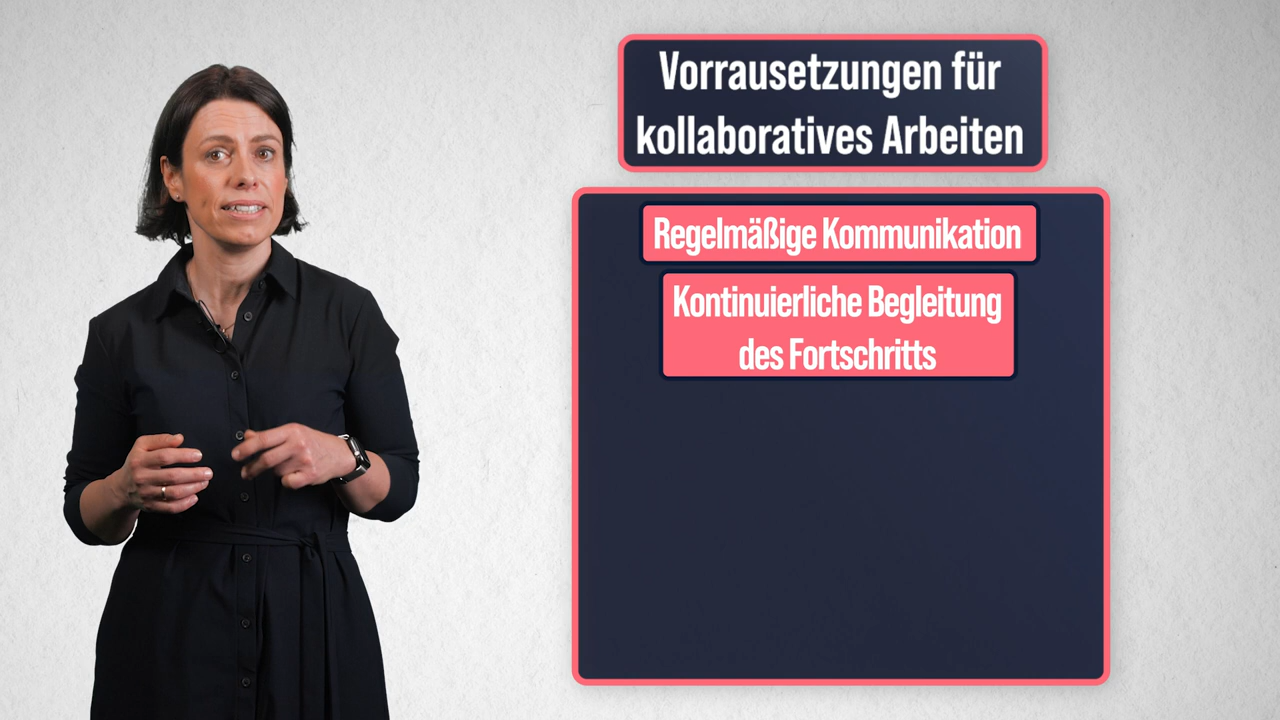 Vorrausetzungen für
kollaboratives Arbeiten
Regelmäßige Kommunikation
Kontinuierliche Begleitung
des Fortschritts